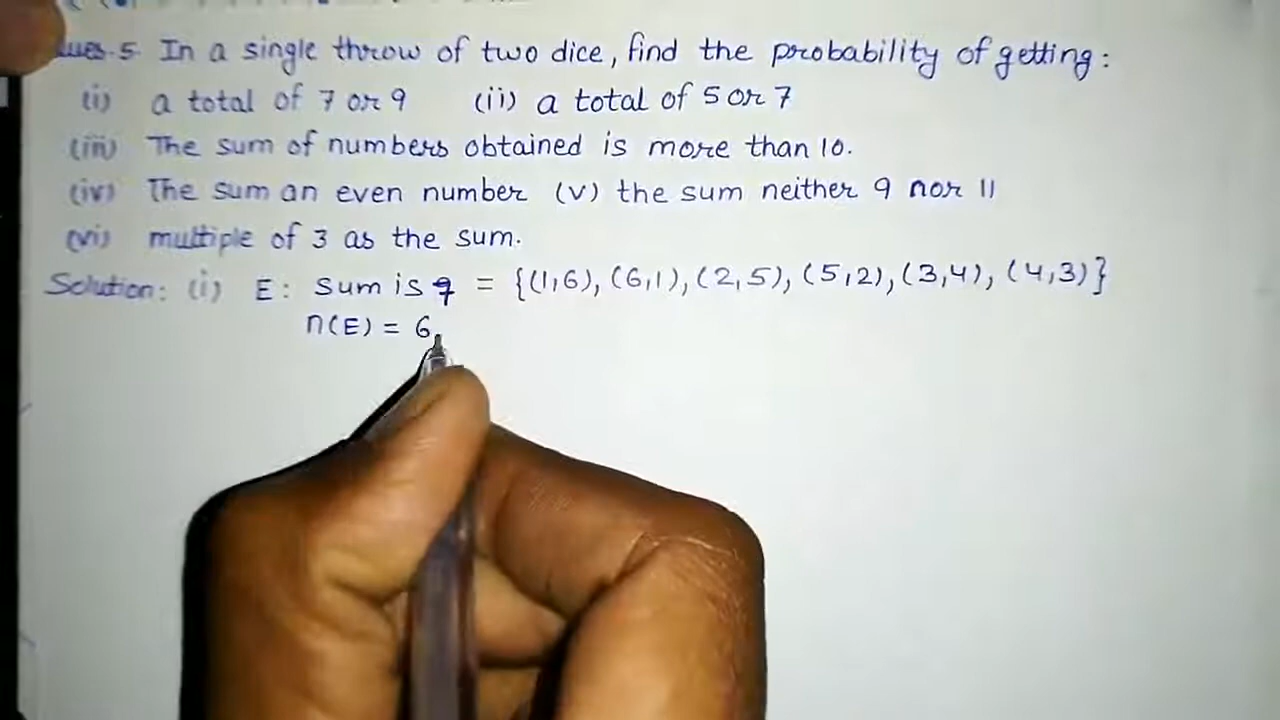 Ques.5. In a single throw of two dice, find the probability of getting:
(i) a total of 7 or 9 (ii) a total of 5 or 7
(iii) The sum of numbers obtained is more than 10.
(iv) The sum an even number (v) the sum neither 9 nor 11
(vi) multiple of 3 as the sum.
Solution: (i) E: Sum is 7 = {(1,6), (6,1), (2,5), (5,2), (3,4), (4,3)}
n(E) = 6